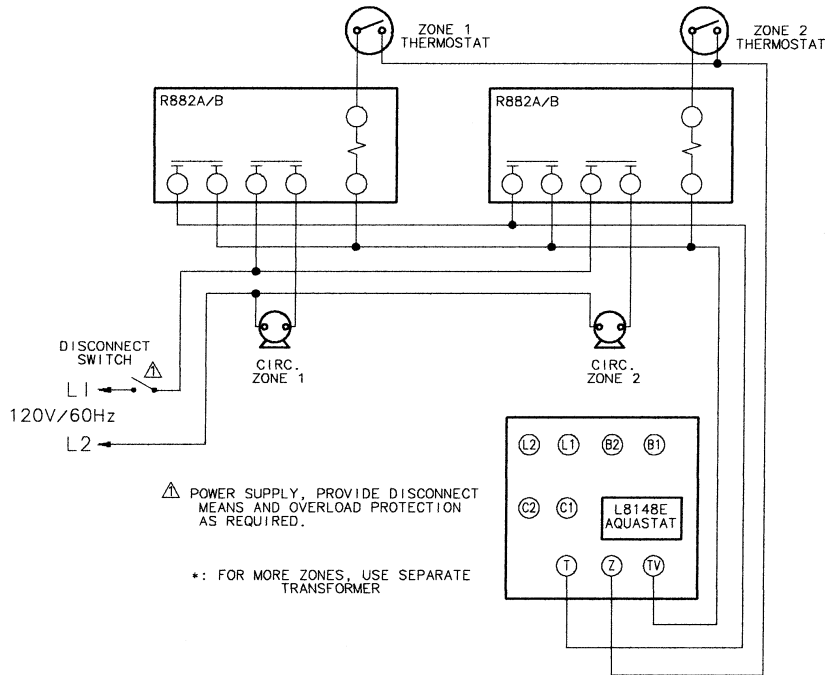 ZONE 1
THERMOSTAT
ZONE 2
THERMOSTAT
R882A/B
R882A/B
DISCONNECT
SWITCH
1
L1
120V/60Hz
L2
CIRC.
ZONE 1
CIRC.
ZONE 2
L2 L1 B2 B1
C2 C1
L8148E
AQUASTAT
T Z TV
1 POWER SUPPLY, PROVIDE DISCONNECT
MEANS AND OVERLOAD PROTECTION
AS REQUIRED.
*: FOR MORE ZONES, USE SEPARATE
TRANSFORMER